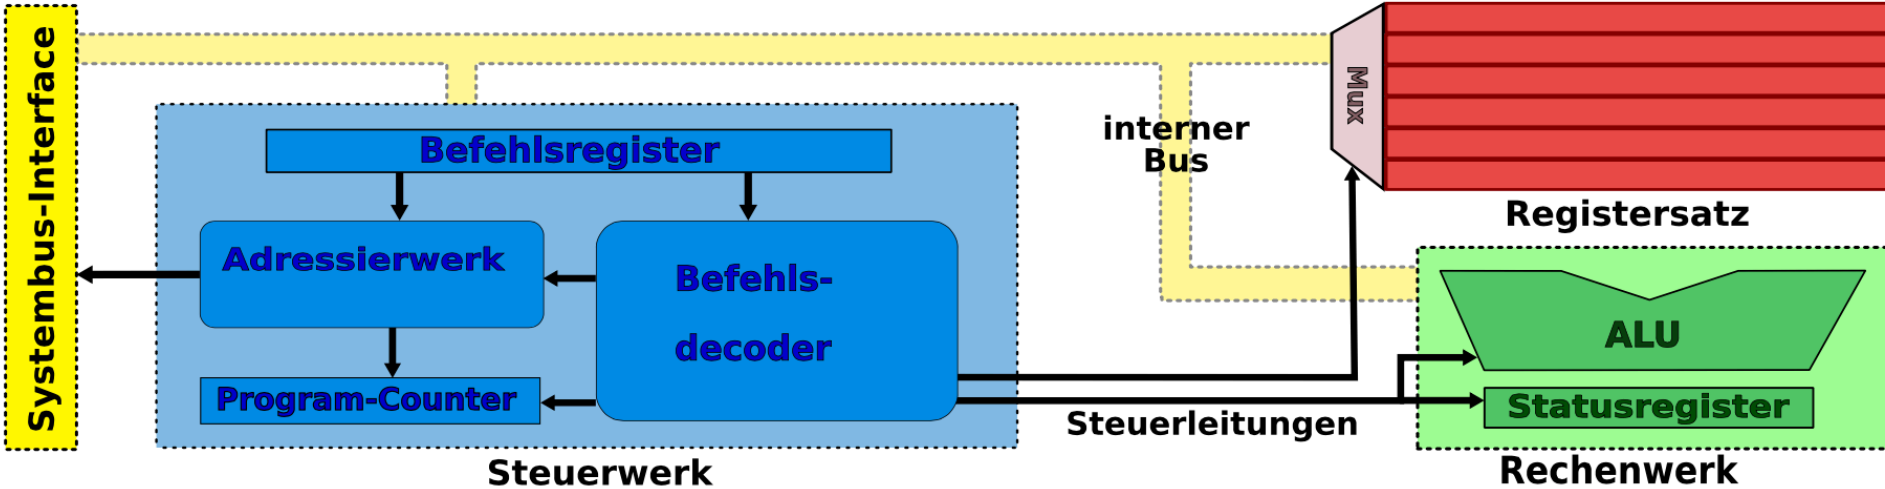 Systembus-Interface
Befehlsregister
Adressierwerk
Befehls-
decoder
Program-Counter
Steuerwerk
interner
Bus
Steuerleitungen
Mux
Registersatz
ALU
Statusregister
Rechenwerk